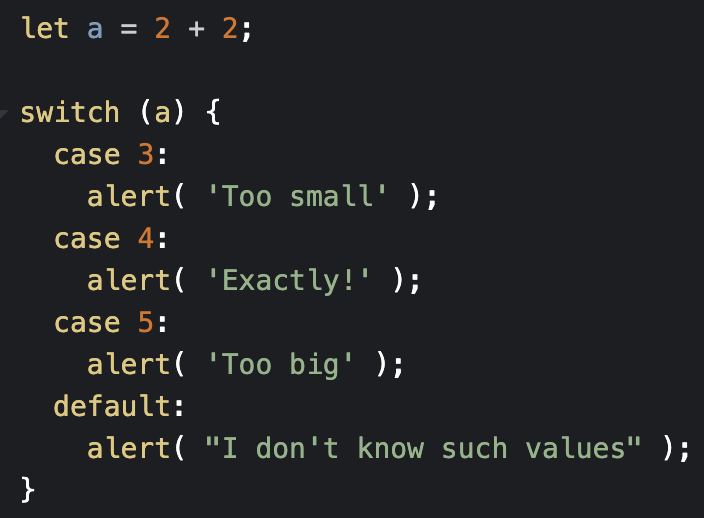 let a = 2 + 2;

switch (a) {
  case 3:
    alert( 'Too small' );
  case 4:
    alert( 'Exactly!' );
  case 5:
    alert( 'Too big' );
  default:
    alert( "I don't know such values" );
}